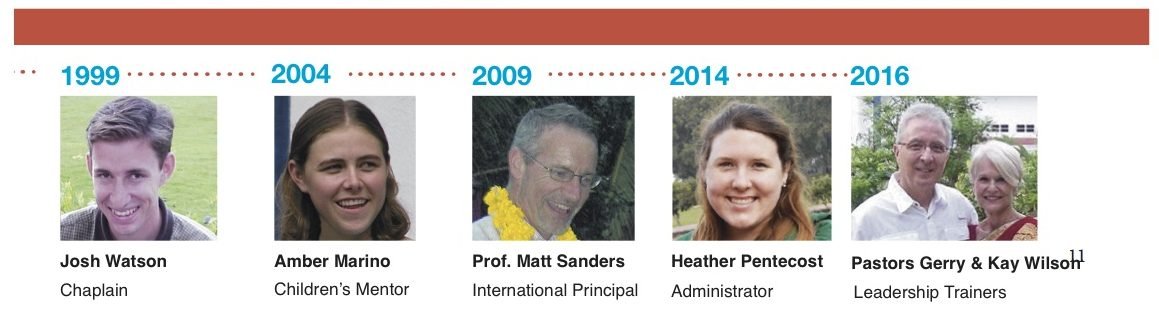 1999 2004 2009 2014 2016
Josh Watson Amber Marino Prof. Matt Sanders Heather Pentecost Pastors Gerry & Kay Wilson 11
Chaplain Children’s Mentor International Principal Administrator Leadership Trainers